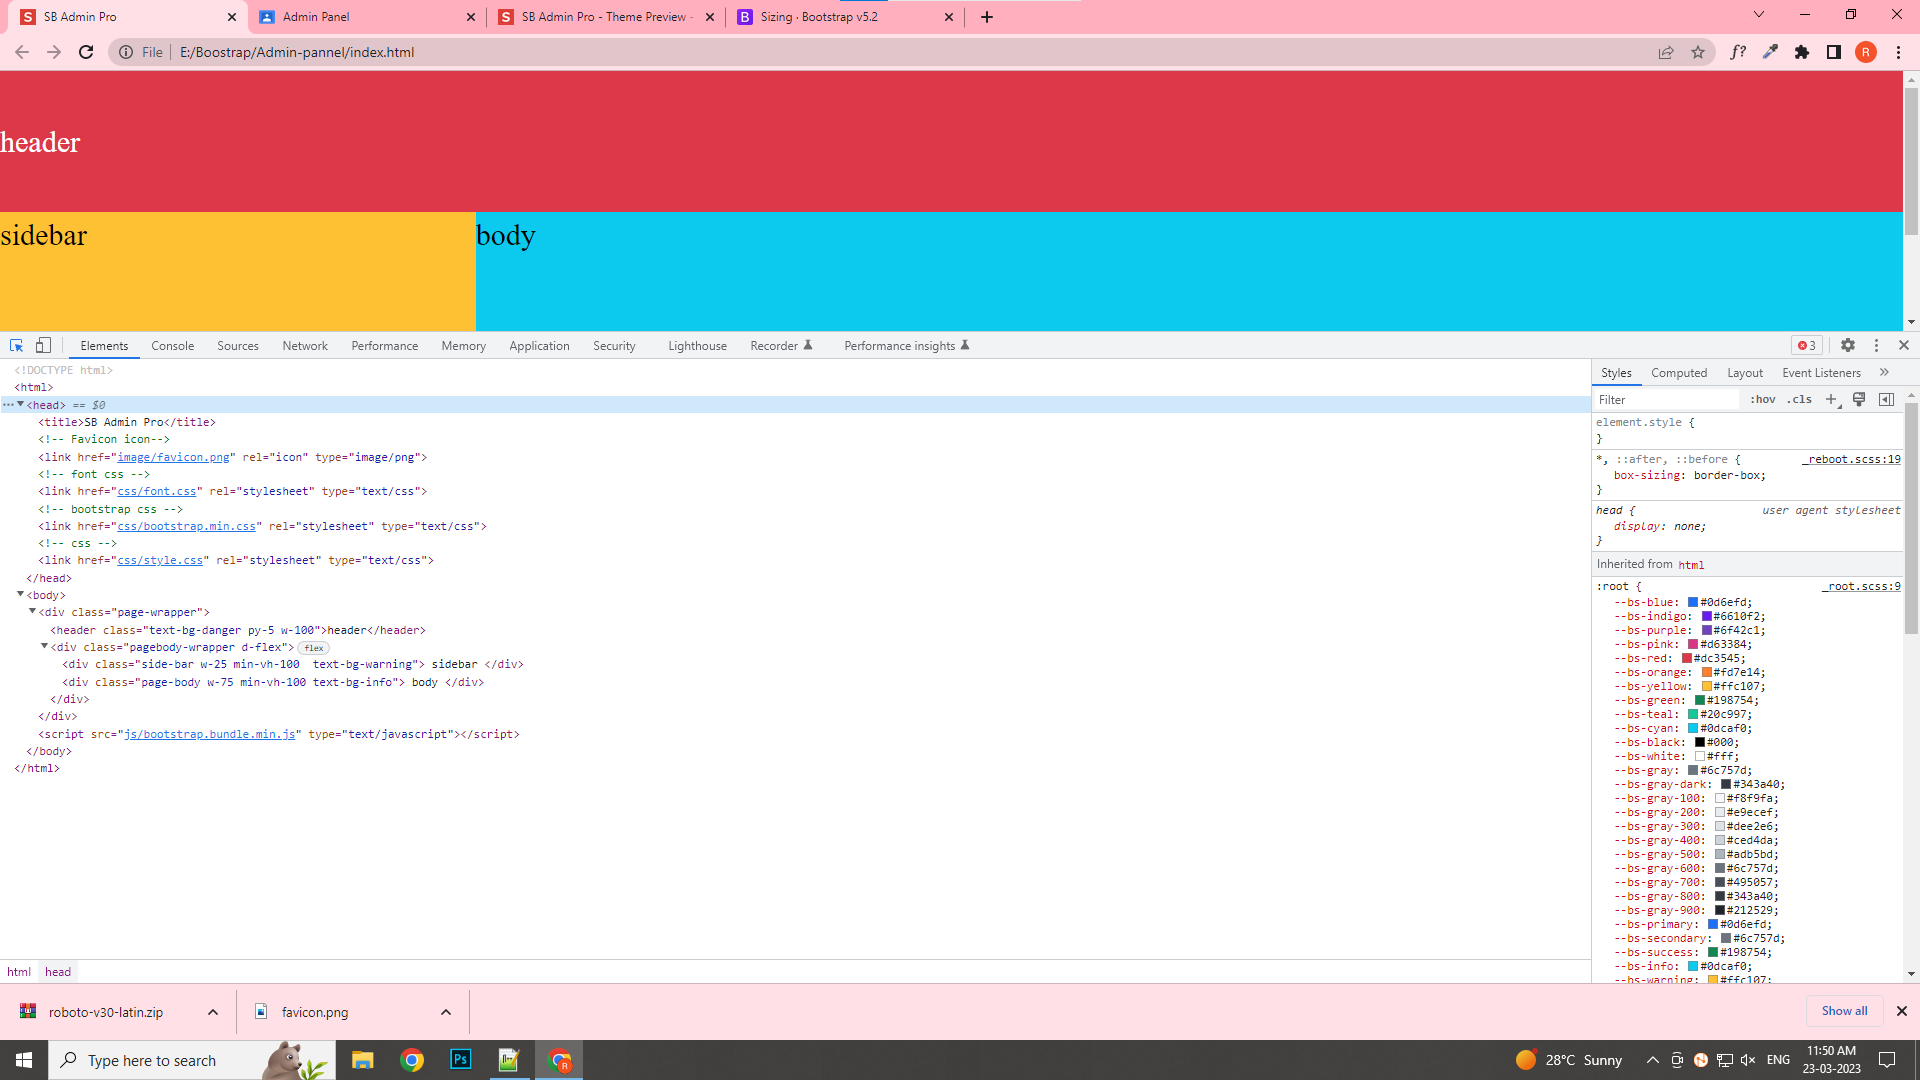 SB Admin Pro
Admin Panel
SB Admin Pro - Theme Preview -
Sizing · Bootstrap v5.2
File
E:/Boostrap/Admin-pannel/index.html
f?
R
header
sidebar
body
Elements
Console
Sources
Network
Performance
Memory
Application
Security
Lighthouse
Recorder
Performance insights
3
<!DOCTYPE html>
<html>
<head> == $0
<title>SB Admin Pro</title>
<!-- Favicon icon-->
<link href="image/favicon.png" rel="icon" type="image/png">
<!-- font css -->
<link href="css/font.css" rel="stylesheet" type="text/css">
<!-- bootstrap css -->
<link href="css/bootstrap.min.css" rel="stylesheet" type="text/css">
<!-- css -->
<link href="css/style.css" rel="stylesheet" type="text/css">
</head>
<body>
<div class="page-wrapper">
<header class="text-bg-danger py-5 w-100">header</header>
<div class="pagebody-wrapper d-flex"> flex
<div class="side-bar w-25 min-vh-100  text-bg-warning"> sidebar </div>
<div class="page-body w-75 min-vh-100 text-bg-info"> body </div>
</div>
</div>
<script src="js/bootstrap.bundle.min.js" type="text/javascript"></script>
</body>
</html>
html
head
Styles
Computed
Layout
Event Listeners
Filter
:hov
.cls
element.style {
}
*, ::after, ::before { _reboot.scss:19
box-sizing: border-box;
}
head { user agent stylesheet
display: none;
}
Inherited from html
:root { _root.scss:9
--bs-blue: #0d6efd;
--bs-indigo: #6610f2;
--bs-purple: #6f42c1;
--bs-pink: #d63384;
--bs-red: #dc3545;
--bs-orange: #fd7e14;
--bs-yellow: #ffc107;
--bs-green: #198754;
--bs-teal: #20c997;
--bs-cyan: #0dcaf0;
--bs-black: #000;
--bs-white: #fff;
--bs-gray: #6c757d;
--bs-gray-dark: #343a40;
--bs-gray-100: #f8f9fa;
--bs-gray-200: #e9ecef;
--bs-gray-300: #dee2e6;
--bs-gray-400: #ced4da;
--bs-gray-500: #adb5bd;
--bs-gray-600: #6c757d;
--bs-gray-700: #495057;
--bs-gray-800: #343a40;
--bs-gray-900: #212529;
--bs-primary: #0d6efd;
--bs-secondary: #6c757d;
--bs-success: #198754;
--bs-info: #0dcaf0;
--bs-warning: #ffc107;
roboto-v30-latin.zip
favicon.png
Show all
Type here to search
Ps
R
28°C Sunny
ENG
11:50 AM
23-03-2023